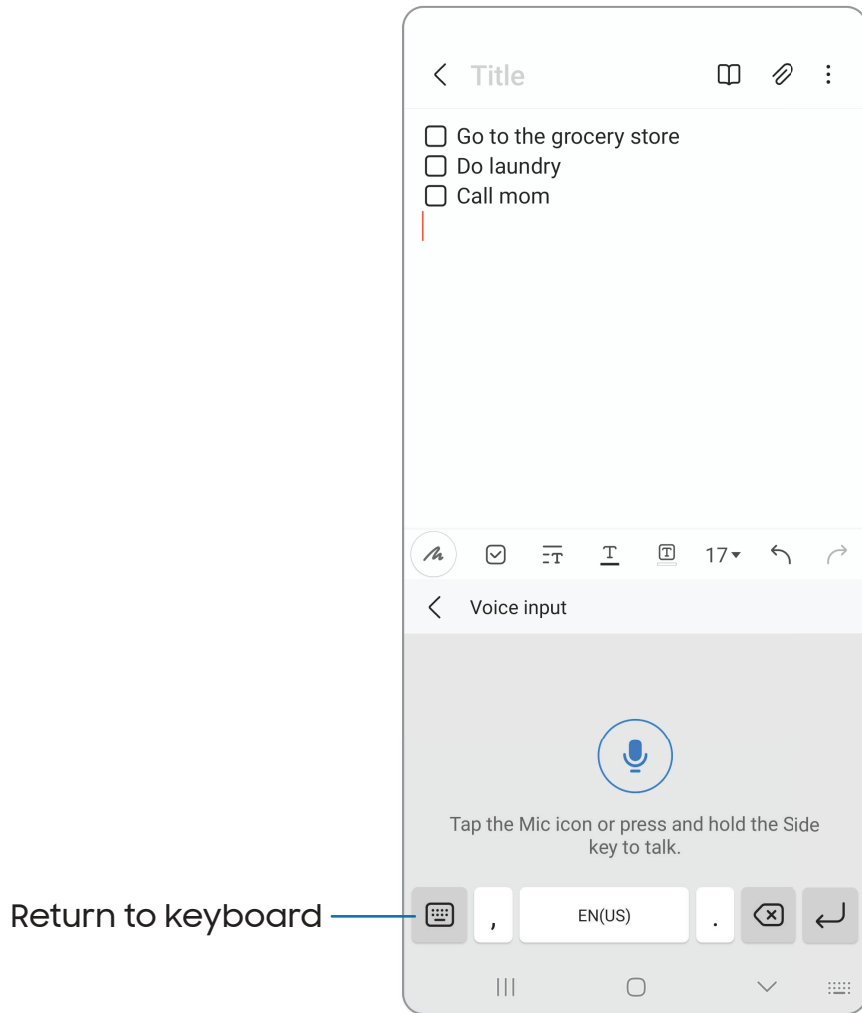 Title
Go to the grocery store
Do laundry
Call mom
17
Voice input
Tap the Mic icon or press and hold the Side
key to talk.
Return to keyboard
, EN(US) .